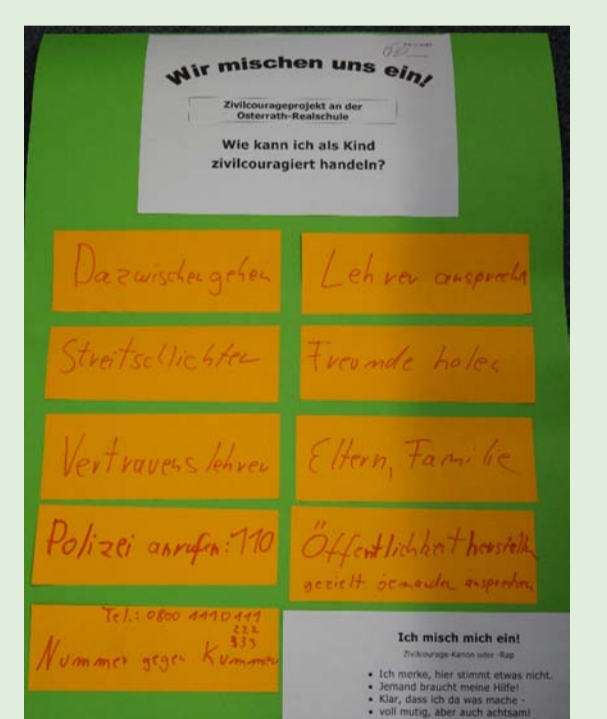 Wir mischen uns ein!
Zivilcourageprojekt an der
Osterrath-Realschule
Wie kann ich als Kind
zivilcouragiert handeln?
Dazwischen gehen
Lehrer ansprechen
Streitschlichter
Freunde holen
Vertrauenslehrer
Eltern, Familie
Polizei anrufen: 110
Öffentlichkeit herstellen
gezielt jemanden ansprechen
Tel.: 0800 1110111
222
333
Nummer gegen Kummer
Ich misch mich ein!
Zivilcourage-Kanon oder -Rap
• Ich merke, hier stimmt etwas nicht.
• Jemand braucht meine Hilfe!
• Klar, dass ich da was mache -
• voll mutig, aber auch achtsam!